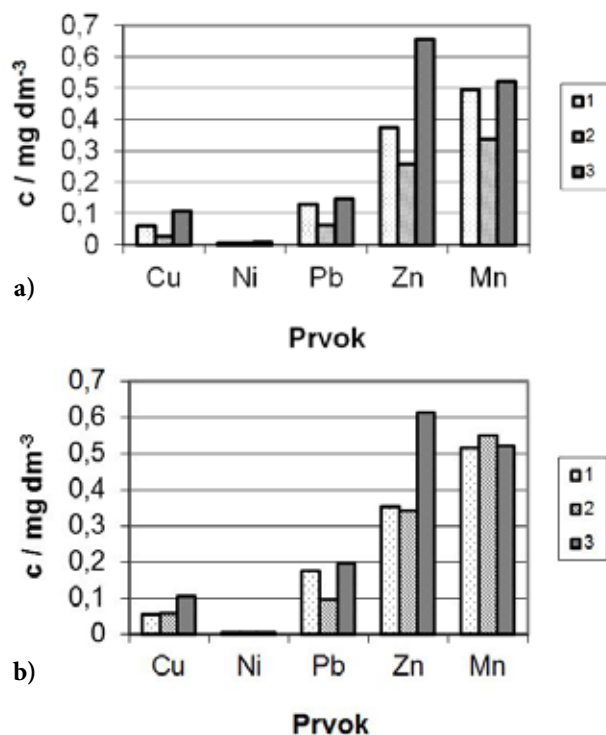 c / mg dm-3
0,7
0,6
0,5
0,4
0,3
0,2
0,1
0
Cu Ni Pb Zn Mn
Prvok
1
2
3
a)
c / mg dm-3
0,7
0,6
0,5
0,4
0,3
0,2
0,1
0
Cu Ni Pb Zn Mn
Prvok
1
2
3
b)